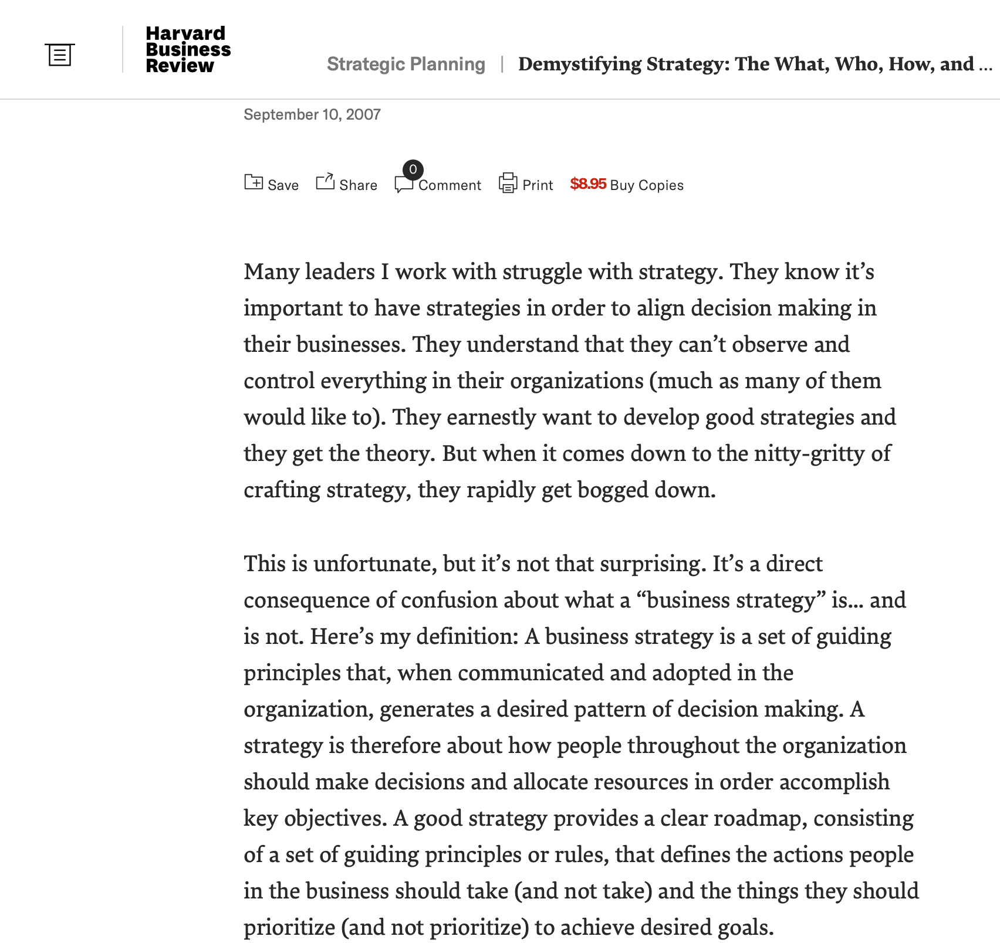 Harvard
Business
Review
Strategic Planning | Demystifying Strategy: The What, Who, How, and ...
September 10, 2007
Save Share 0 Comment Print $8.95 Buy Copies
Many leaders I work with struggle with strategy. They know it’s
important to have strategies in order to align decision making in
their businesses. They understand that they can’t observe and
control everything in their organizations (much as many of them
would like to). They earnestly want to develop good strategies and
they get the theory. But when it comes down to the nitty-gritty of
crafting strategy, they rapidly get bogged down.
This is unfortunate, but it’s not that surprising. It’s a direct
consequence of confusion about what a “business strategy” is... and
is not. Here’s my definition: A business strategy is a set of guiding
principles that, when communicated and adopted in the
organization, generates a desired pattern of decision making. A
strategy is therefore about how people throughout the organization
should make decisions and allocate resources in order accomplish
key objectives. A good strategy provides a clear roadmap, consisting
of a set of guiding principles or rules, that defines the actions people
in the business should take (and not take) and the things they should
prioritize (and not prioritize) to achieve desired goals.